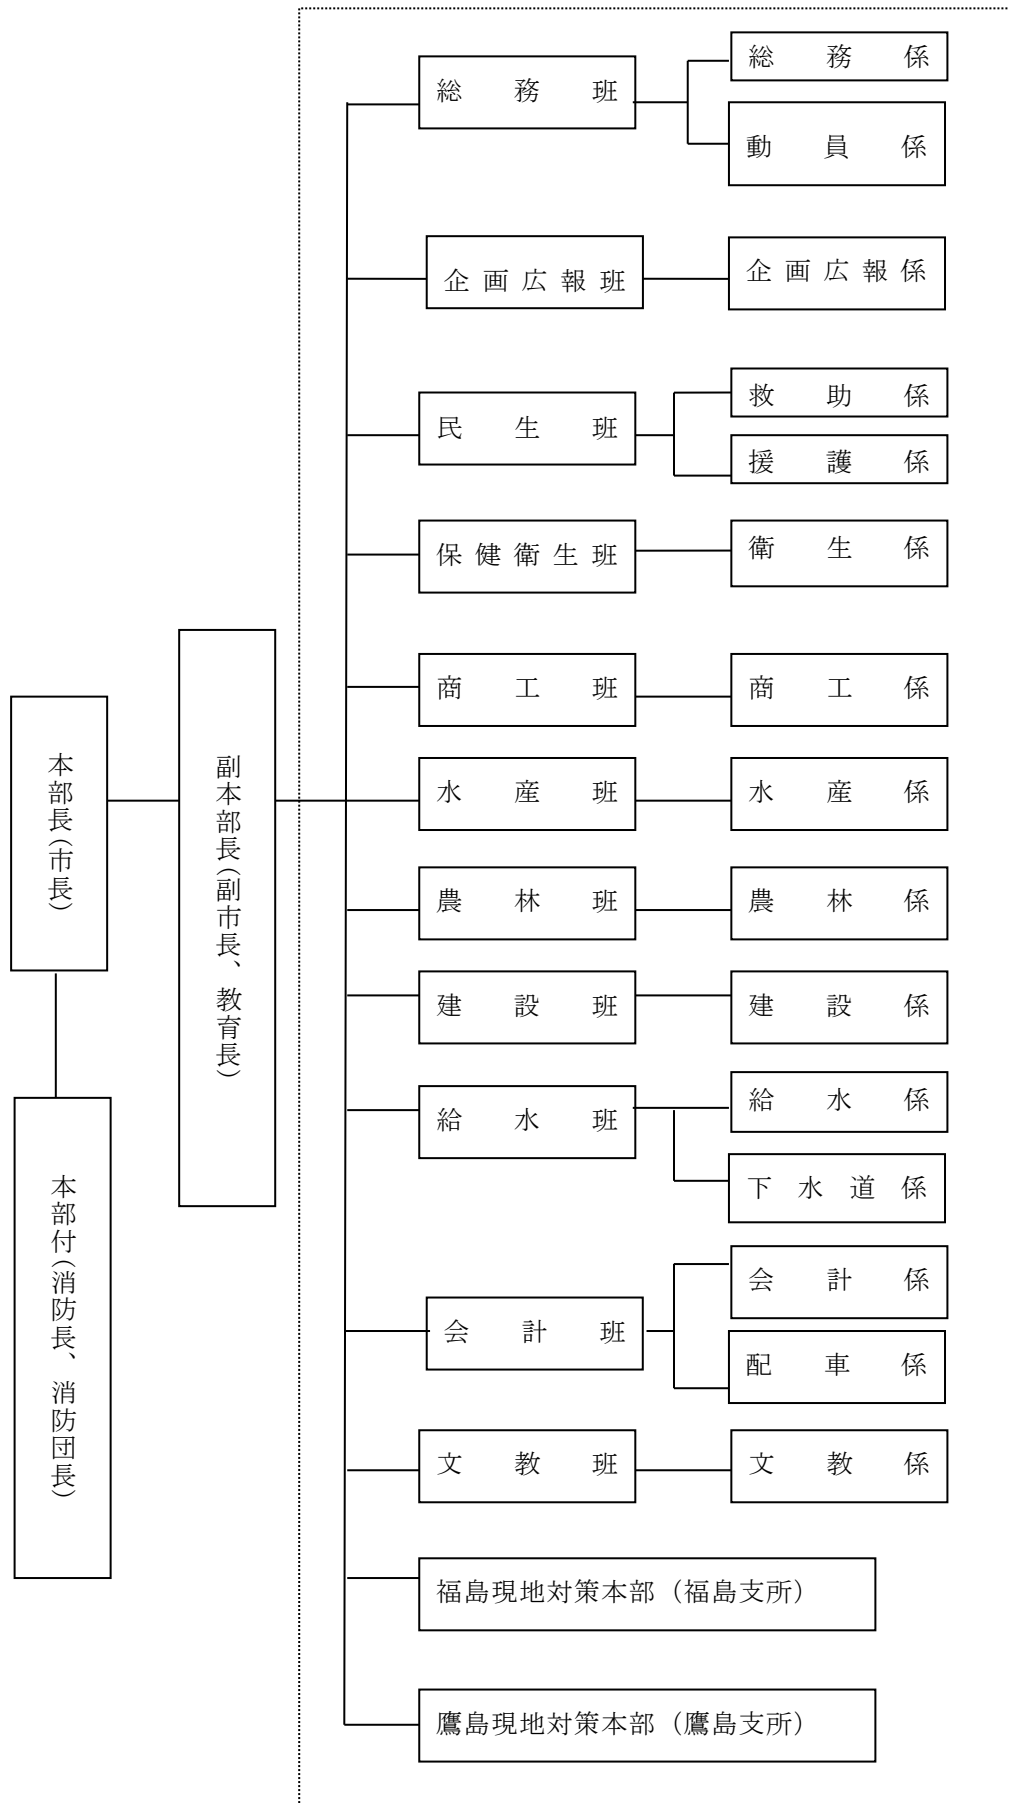 本部長(市長)
本部付(消防長、消防団長)
副本部長(副市長、教育長)
総務班
総務係
動員係
企画広報班
企画広報係
民生班
救助係
援護係
保健衛生班
衛生係
商工班
商工係
水産班
水産係
農林班
農林係
建設班
建設係
給水班
給水係
下水道係
会計班
会計係
配車係
文教班
文教係
福島現地対策本部（福島支所）
鷹島現地対策本部（鷹島支所）